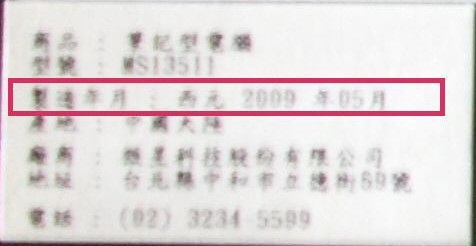 商品 : 筆記型電腦
型號 : MS13511
製造年月 : 西元 2009 年05月
產地 : 中國大陸
廠商 : 微星科技股份有限公司
地址 : 台北縣中和市立德街69號
電話 : (02) 3234-5599